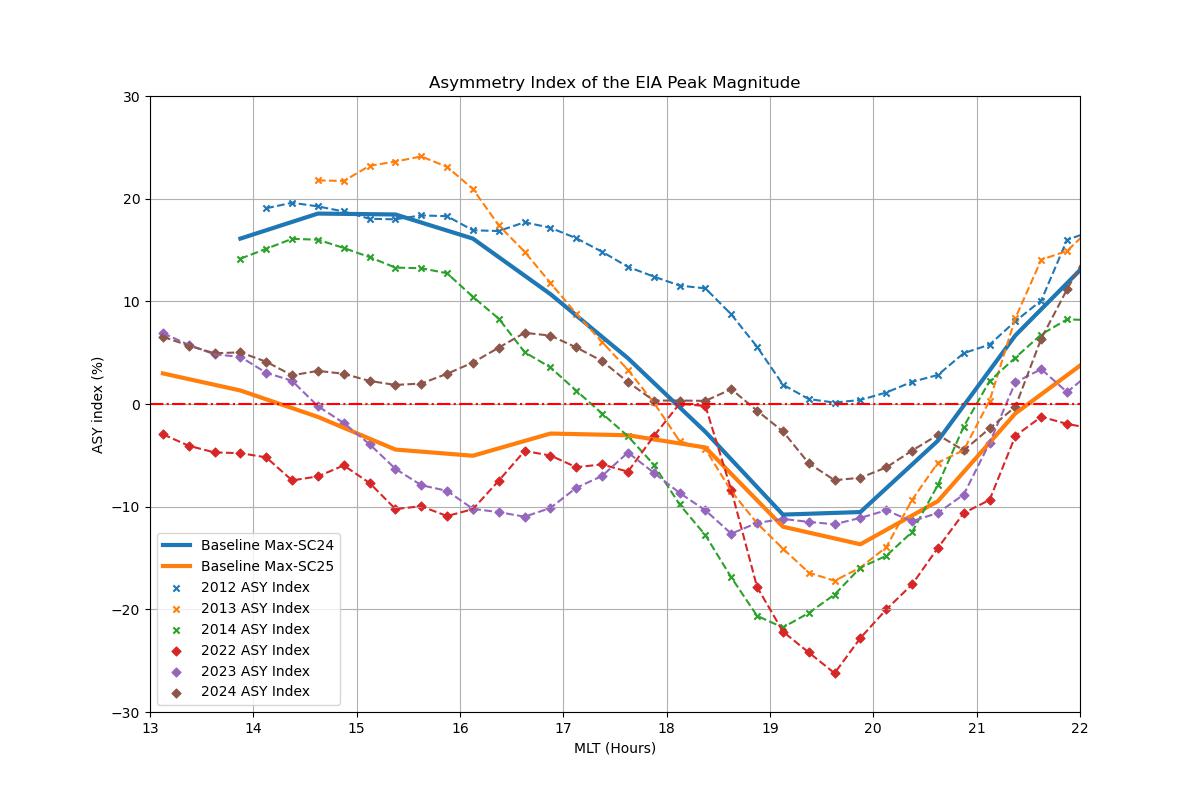 Asymmetry Index of the EIA Peak Magnitude
30
20
10
0
−10
−20
−30
ASY index (%)
Baseline Max-SC24
Baseline Max-SC25
2012 ASY Index
2013 ASY Index
2014 ASY Index
2022 ASY Index
2023 ASY Index
2024 ASY Index
13 14 15 16 17 18 19 20 21 22
MLT (Hours)